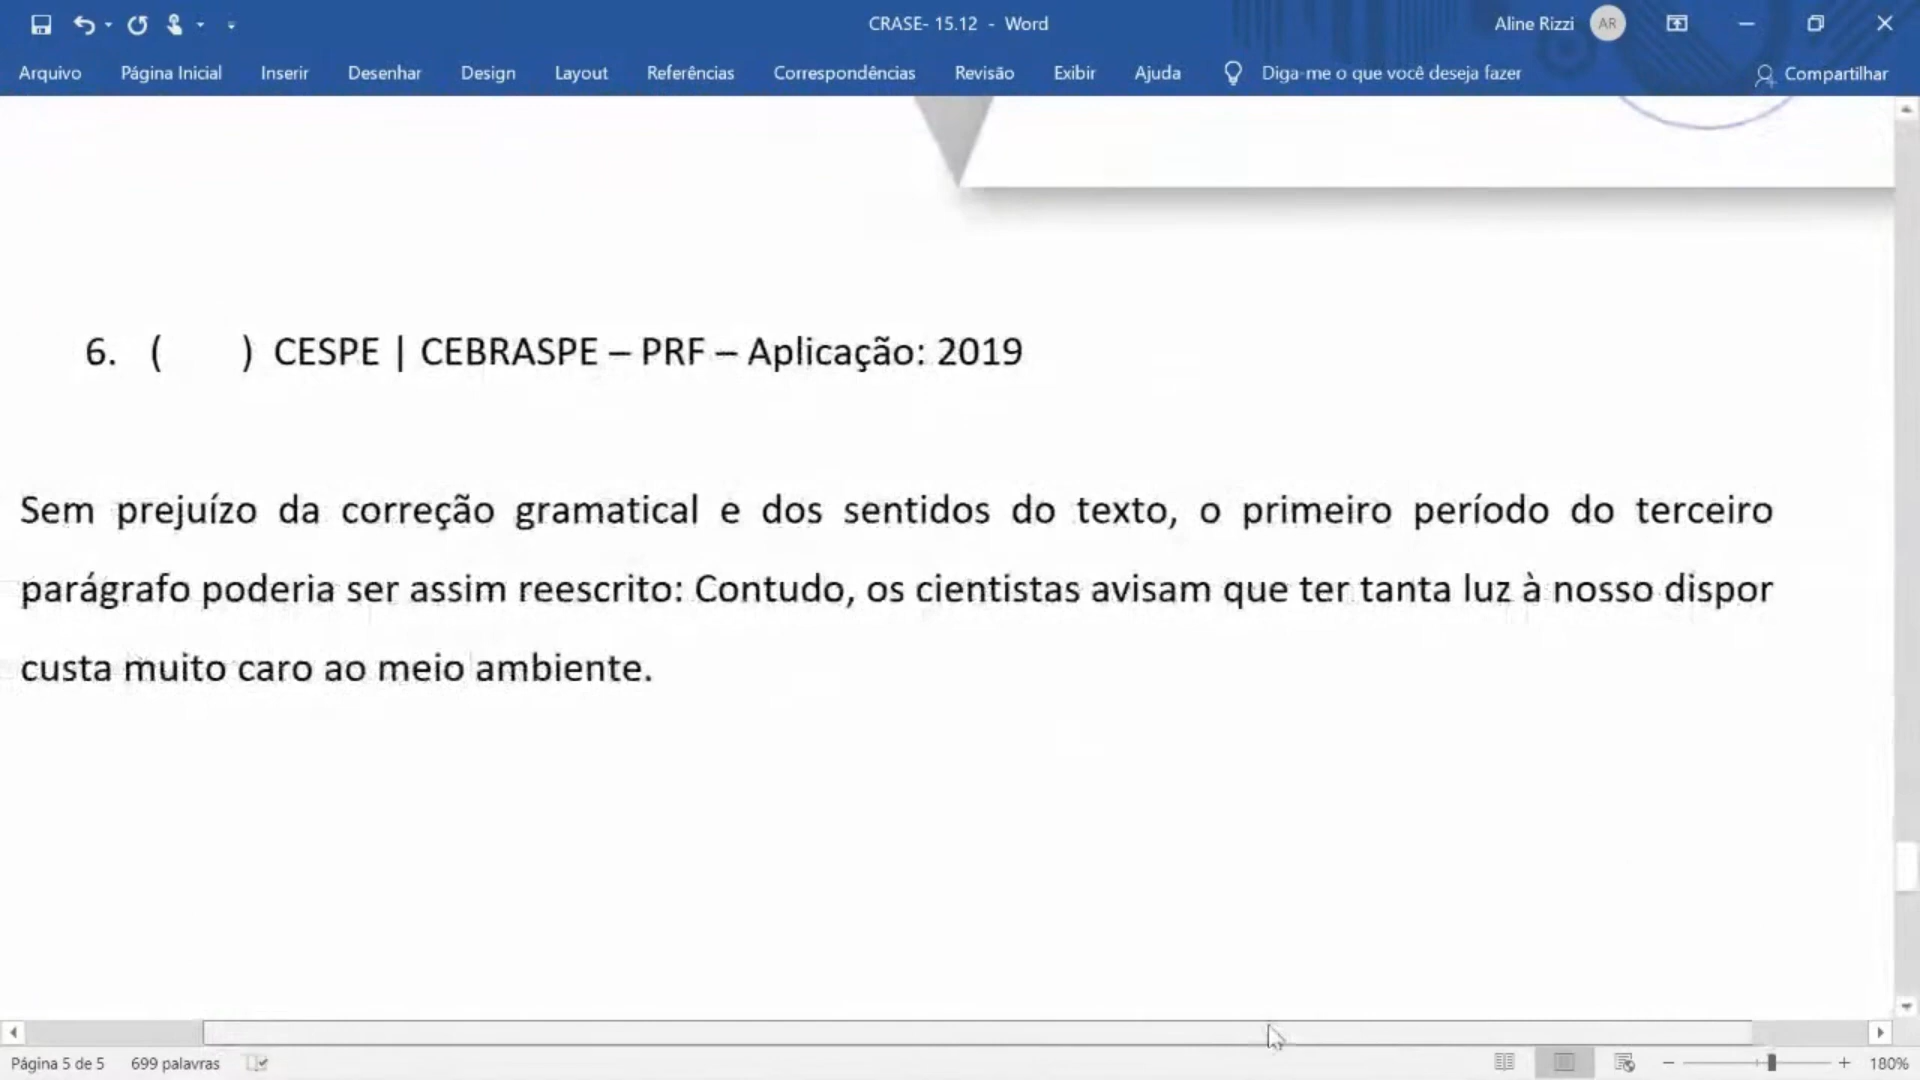 CRASE- 15.12 - Word
Aline Rizzi
AR
Arquivo
Página Inicial
Inserir
Desenhar
Design
Layout
Referências
Correspondências
Revisão
Exibir
Ajuda
Diga-me o que você deseja fazer
Compartilhar
6. ( ) CESPE | CEBRASPE – PRF – Aplicação: 2019
Sem prejuízo da correção gramatical e dos sentidos do texto, o primeiro período do terceiro
parágrafo poderia ser assim reescrito: Contudo, os cientistas avisam que ter tanta luz à nosso dispor
custa muito caro ao meio ambiente.
Página 5 de 5
699 palavras
180%